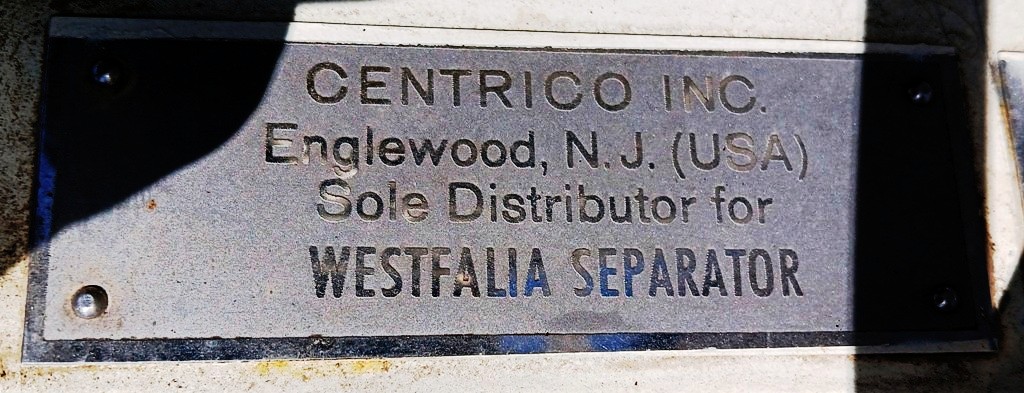 CENTRICO INC.
Englewood, N.J. (USA)
Sole Distributor for
WESTFALIA SEPARATOR